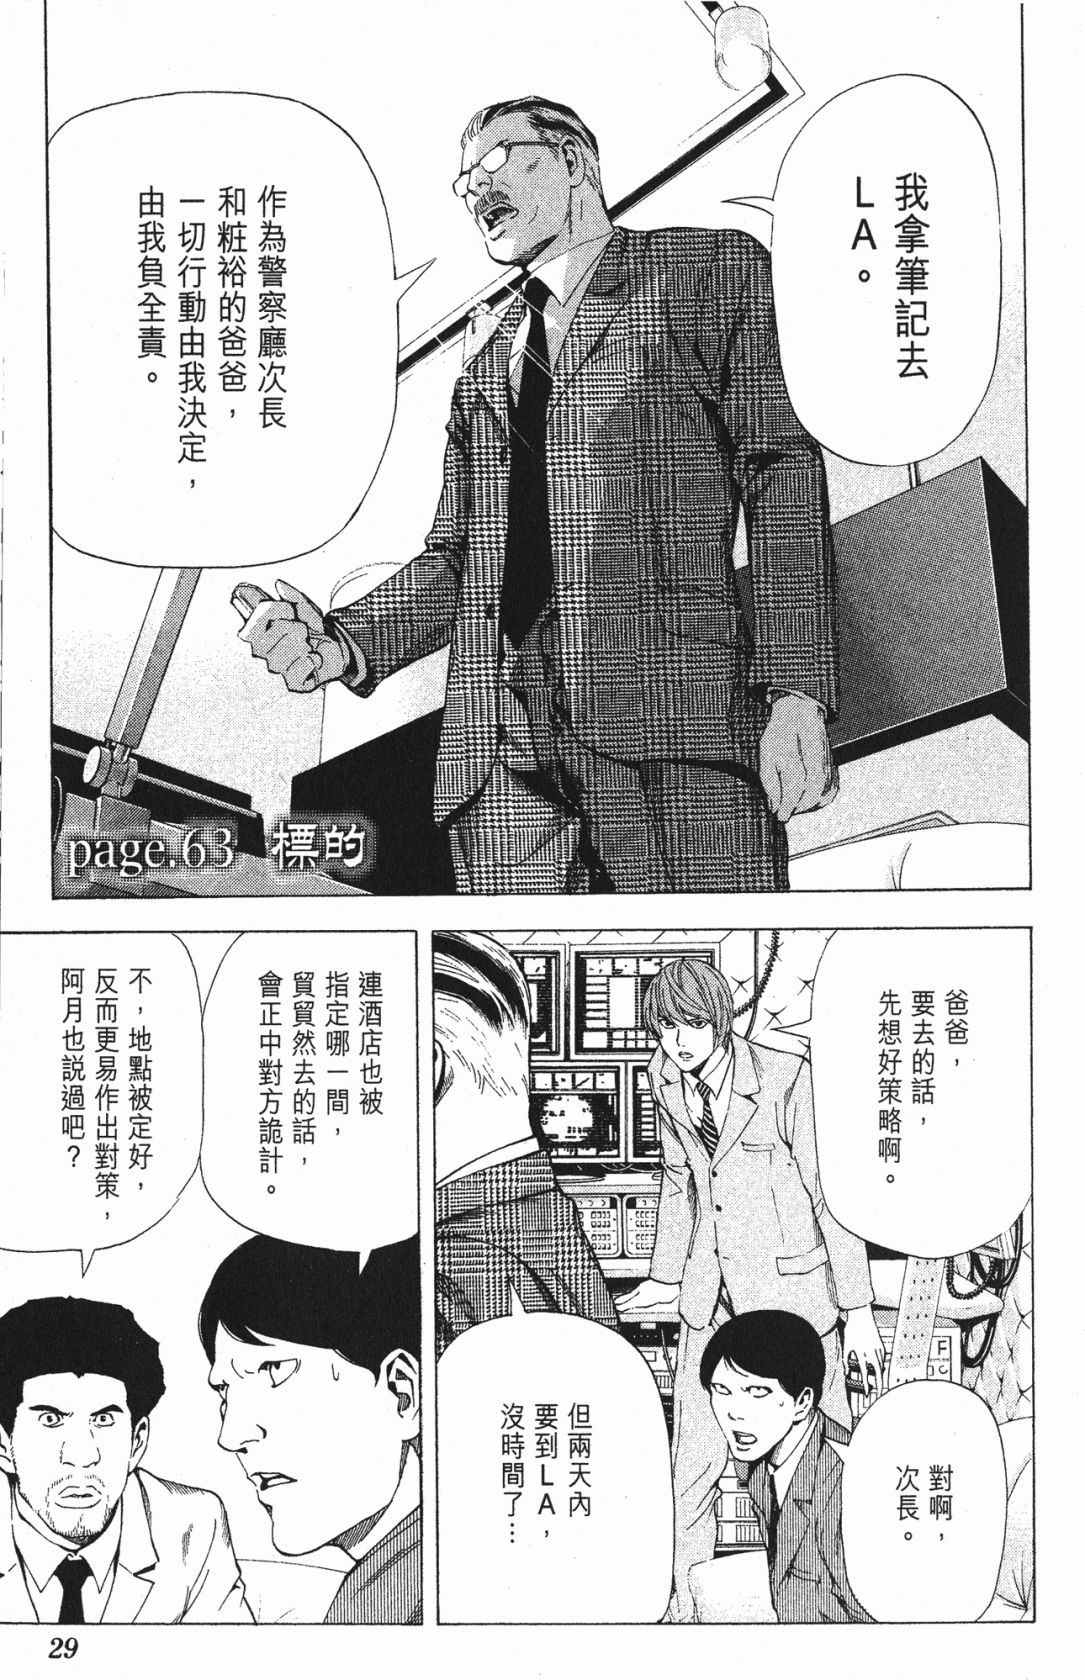 我拿筆記去
LA。
作為警察廳次長
和粧裕的爸爸，
一切行動由我決定，
由我負全責。
page.63 標的
爸爸，
要去的話，
先想好策略啊。
對啊，
次長。
但兩天內
要到LA，
沒時間了…
連酒店也被
指定哪一間，
貿貿然去的話，
會正中對方詭計。
不，地點被定好，
反而更易作出對策，
阿月也說過吧？
F
FC
29